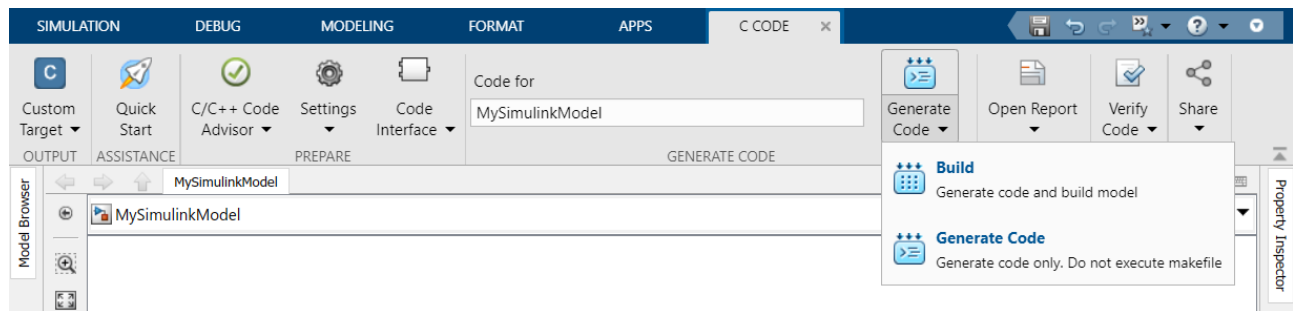 SIMULATION DEBUG MODELING FORMAT APPS C CODE
C
Custom Target
Quick Start
C/C++ Code Advisor
Settings
Code Interface
Code for
MySimulinkModel
Generate Code
Open Report
Verify Code
Share
OUTPUT ASSISTANCE PREPARE GENERATE CODE
Model Browser
MySimulinkModel
MySimulinkModel
Build
Generate code and build model
Generate Code
Generate code only. Do not execute makefile
Property Inspector